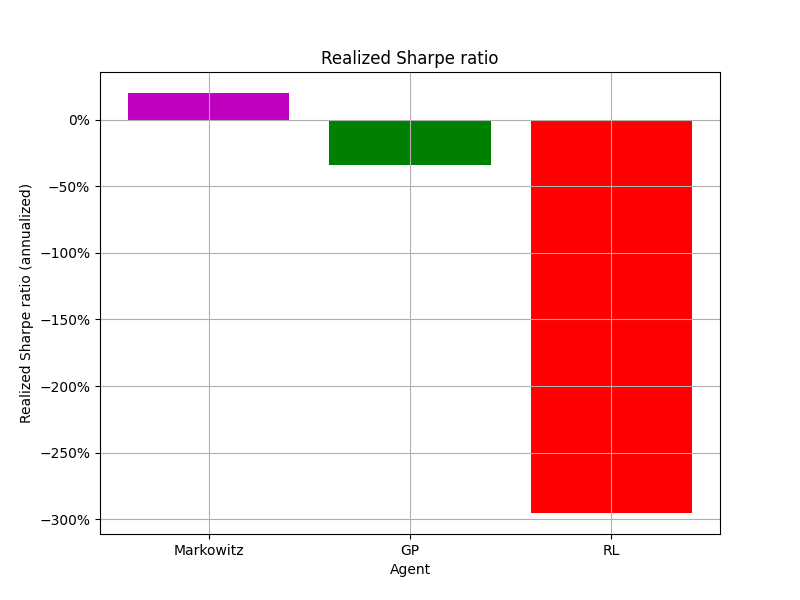 Realized Sharpe ratio
Realized Sharpe ratio (annualized)
0%
−50%
−100%
−150%
−200%
−250%
−300%
Markowitz
GP
RL
Agent